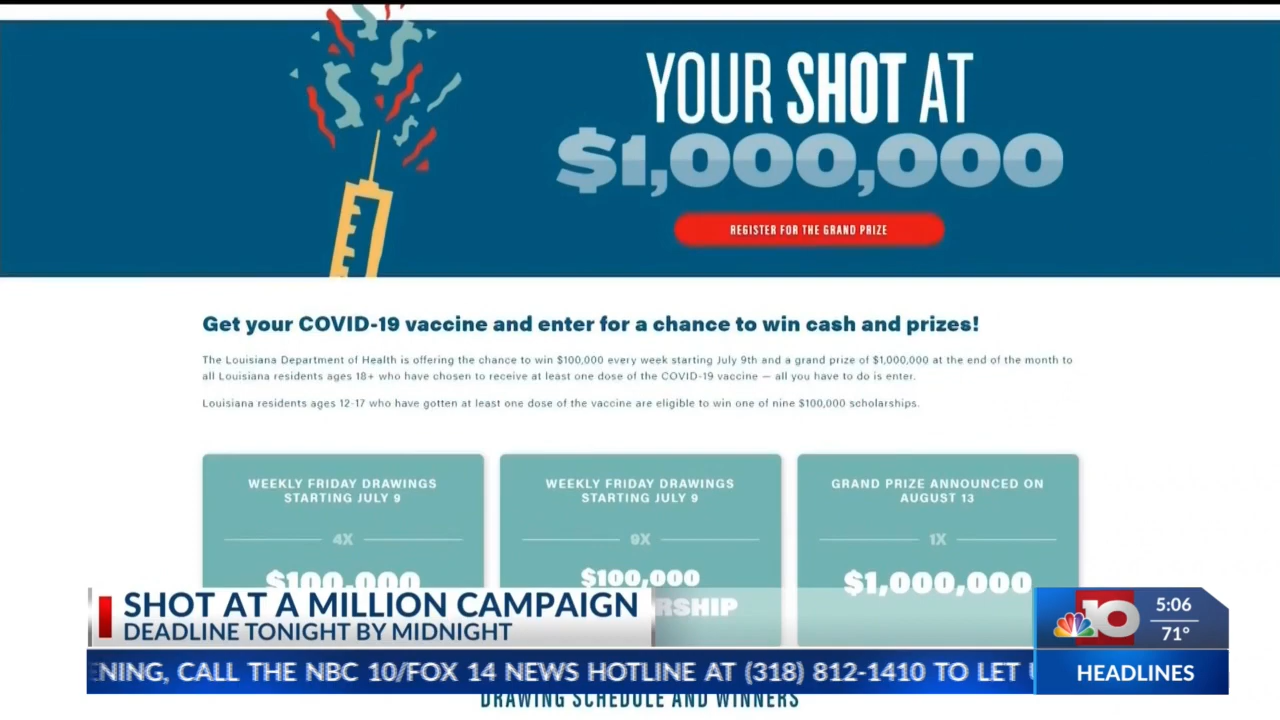 YOUR SHOT AT
$1,000,000
REGISTER FOR THE GRAND PRIZE
Get your COVID-19 vaccine and enter for a chance to win cash and prizes!
The Louisiana Department of Health is offering the chance to win $100,000 every week starting July 9th and a grand prize of $1,000,000 at the end of the month to
all Louisiana residents ages 18+ who have chosen to receive at least one dose of the COVID-19 vaccine — all you have to do is enter.
Louisiana residents ages 12-17 who have gotten at least one dose of the vaccine are eligible to win one of nine $100,000 scholarships.
WEEKLY FRIDAY DRAWINGS
STARTING JULY 9
4X
$100,000
WEEKLY FRIDAY DRAWINGS
STARTING JULY 9
9X
$100,000
RSHIP
GRAND PRIZE ANNOUNCED ON
AUGUST 13
1X
$1,000,000
SHOT AT A MILLION CAMPAIGN
DEADLINE TONIGHT BY MIDNIGHT
10
5:06
71°
ENING, CALL THE NBC 10/FOX 14 NEWS HOTLINE AT (318) 812-1410 TO LET
HEADLINES
DRAWING SCHEDULE AND WINNERS